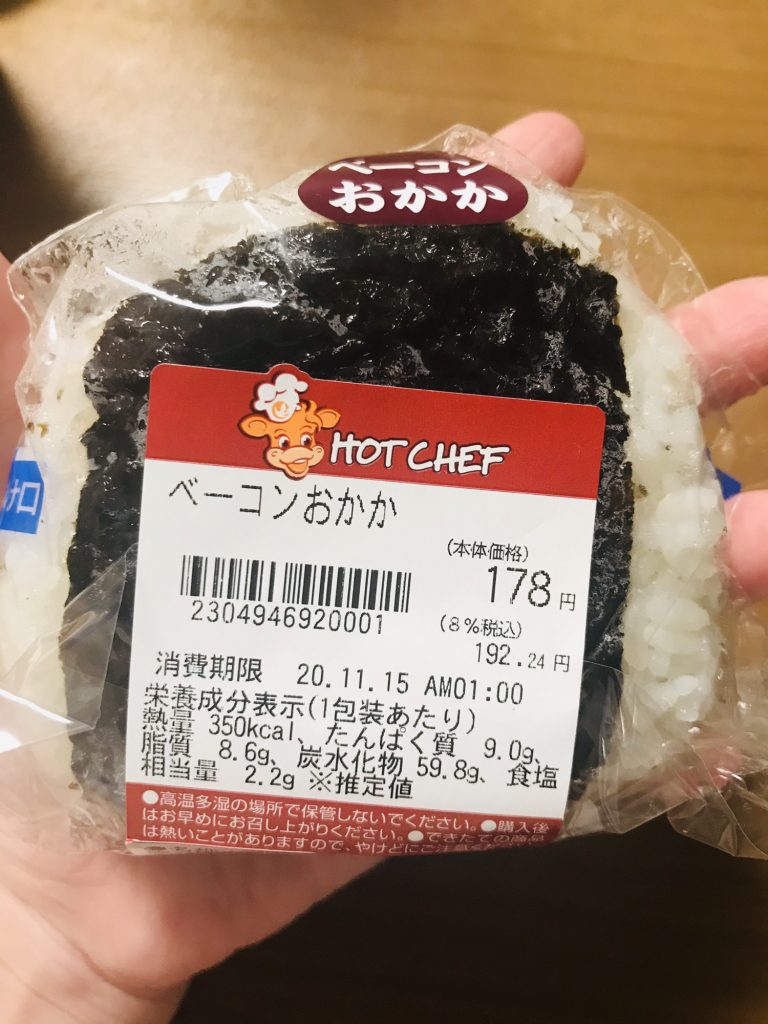 ベーコン
おかか
HOT CHEF
ベーコンおかか
(本体価格)
178円
2304946920001
(8%税込)
192.24円
消費期限 20.11.15 AM01:00
栄養成分表示(1包装あたり)
熱量 350kcal、たんぱく質 9.0g、
脂質 8.6g、炭水化物 59.8g、食塩
相当量 2.2g ※推定値
●高温多湿の場所で保管しないでください。●購入後
はお早めにお召し上がりください。●できたての商品
は熱いことがありますので、やけどにご注意